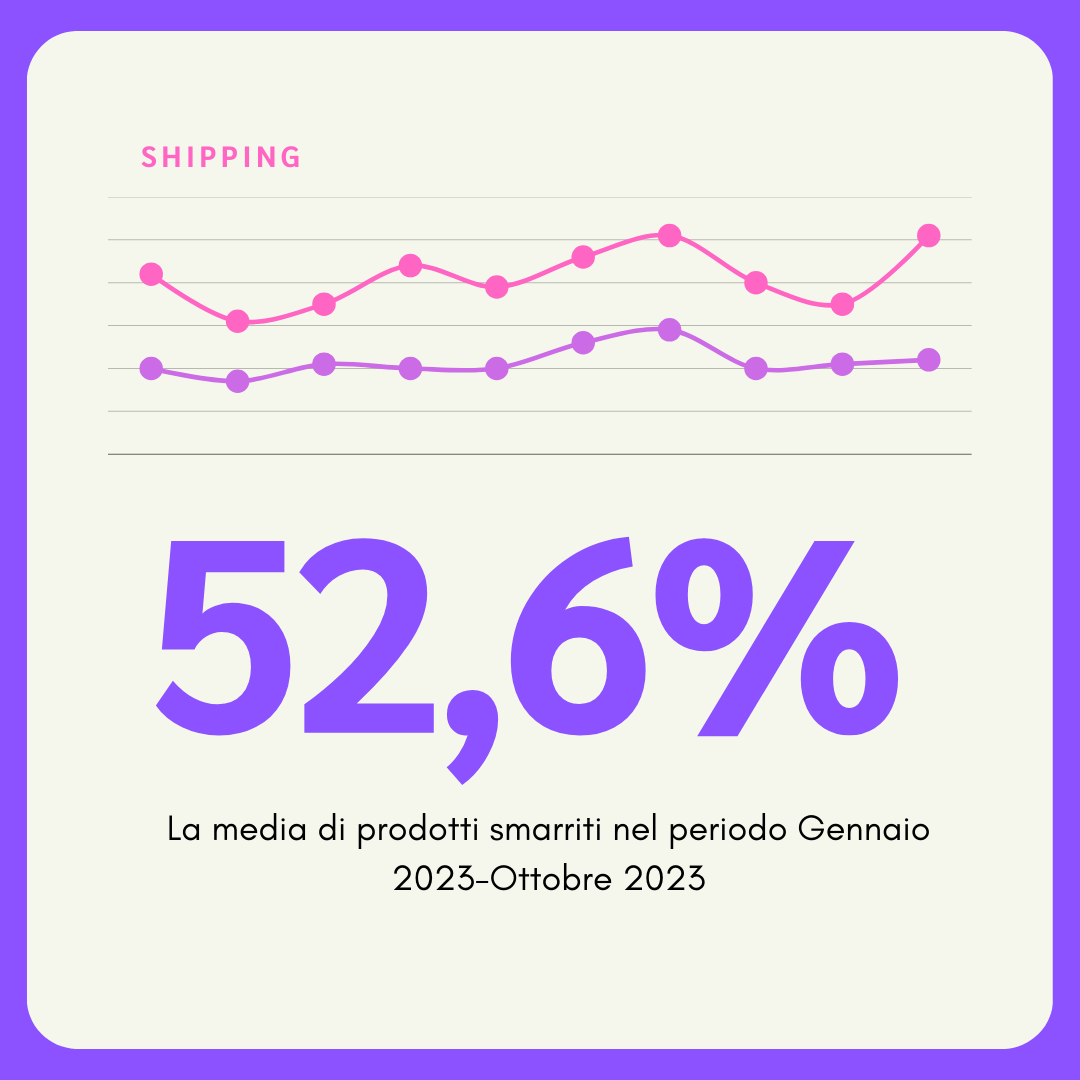 SHIPPING
52,6%
La media di prodotti smarriti nel periodo Gennaio
2023-Ottobre 2023